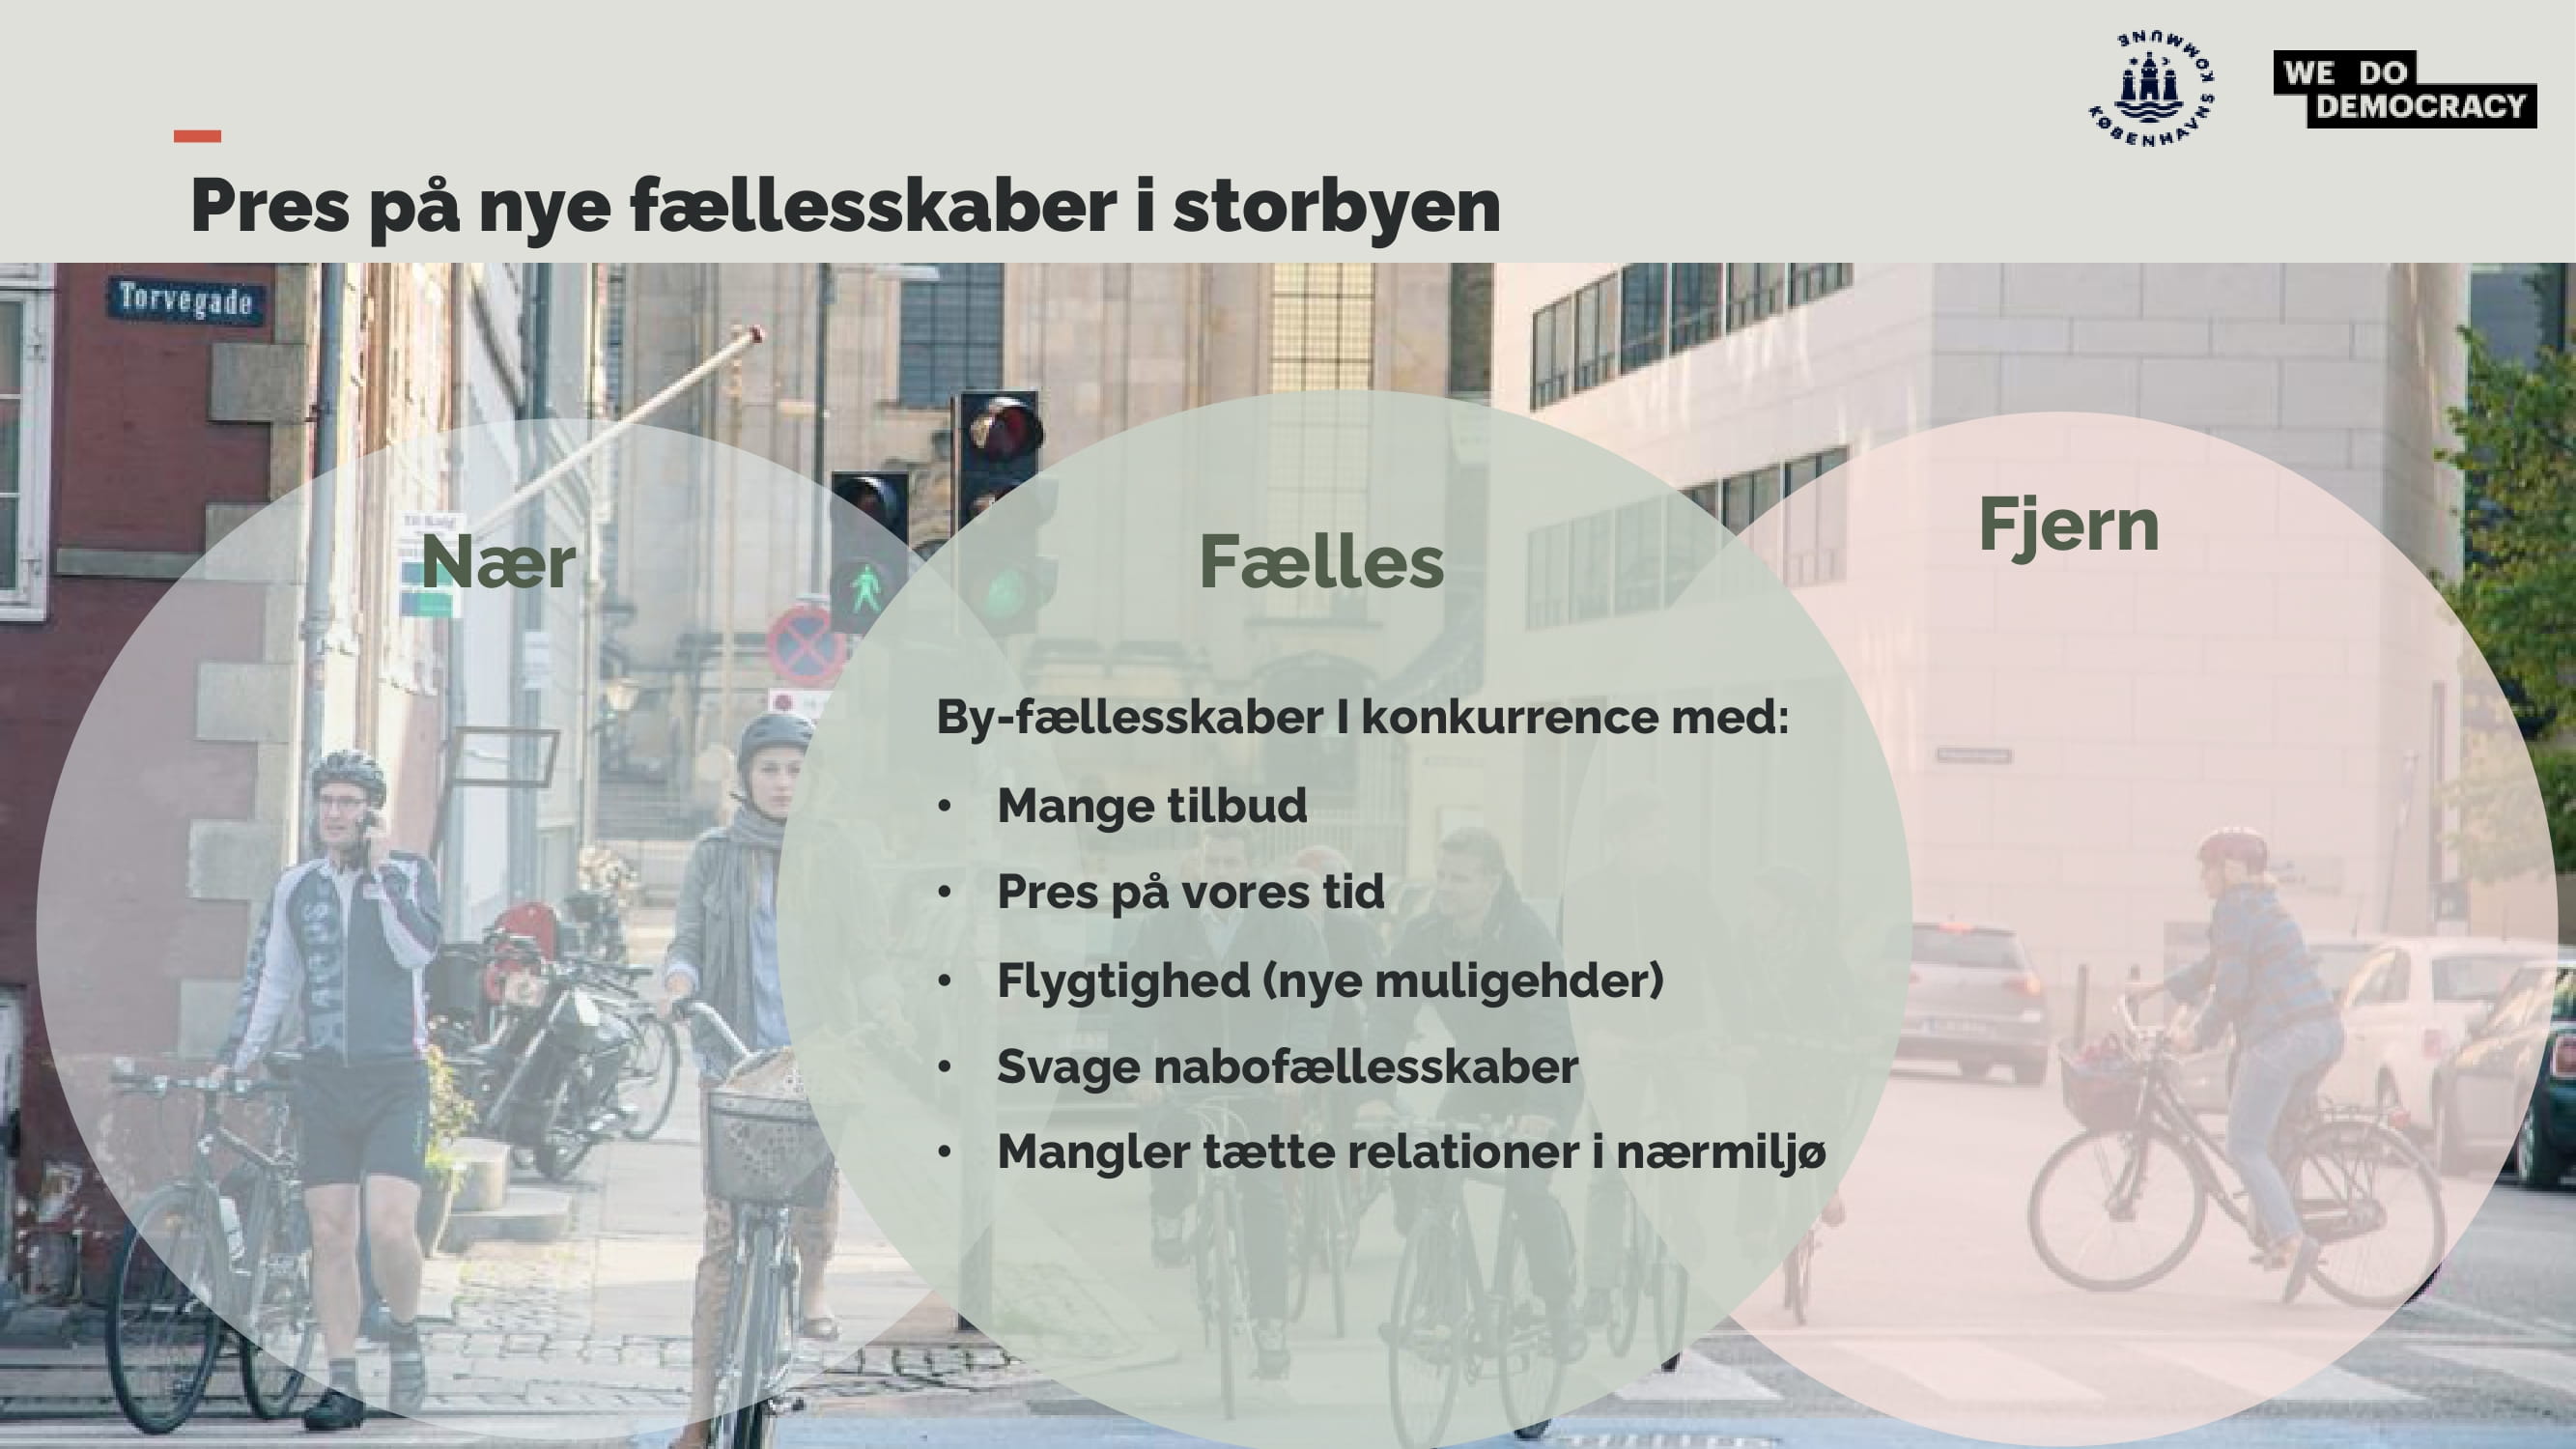 KØBENHAVNS KOMMUNE
WE DO
DEMOCRACY
Pres på nye fællesskaber i storbyen
Torvegade
Nær
Fælles
Fjern
By-fællesskaber I konkurrence med:
• Mange tilbud
• Pres på vores tid
• Flygtighed (nye muligehder)
• Svage nabofællesskaber
• Mangler tætte relationer i nærmiljø